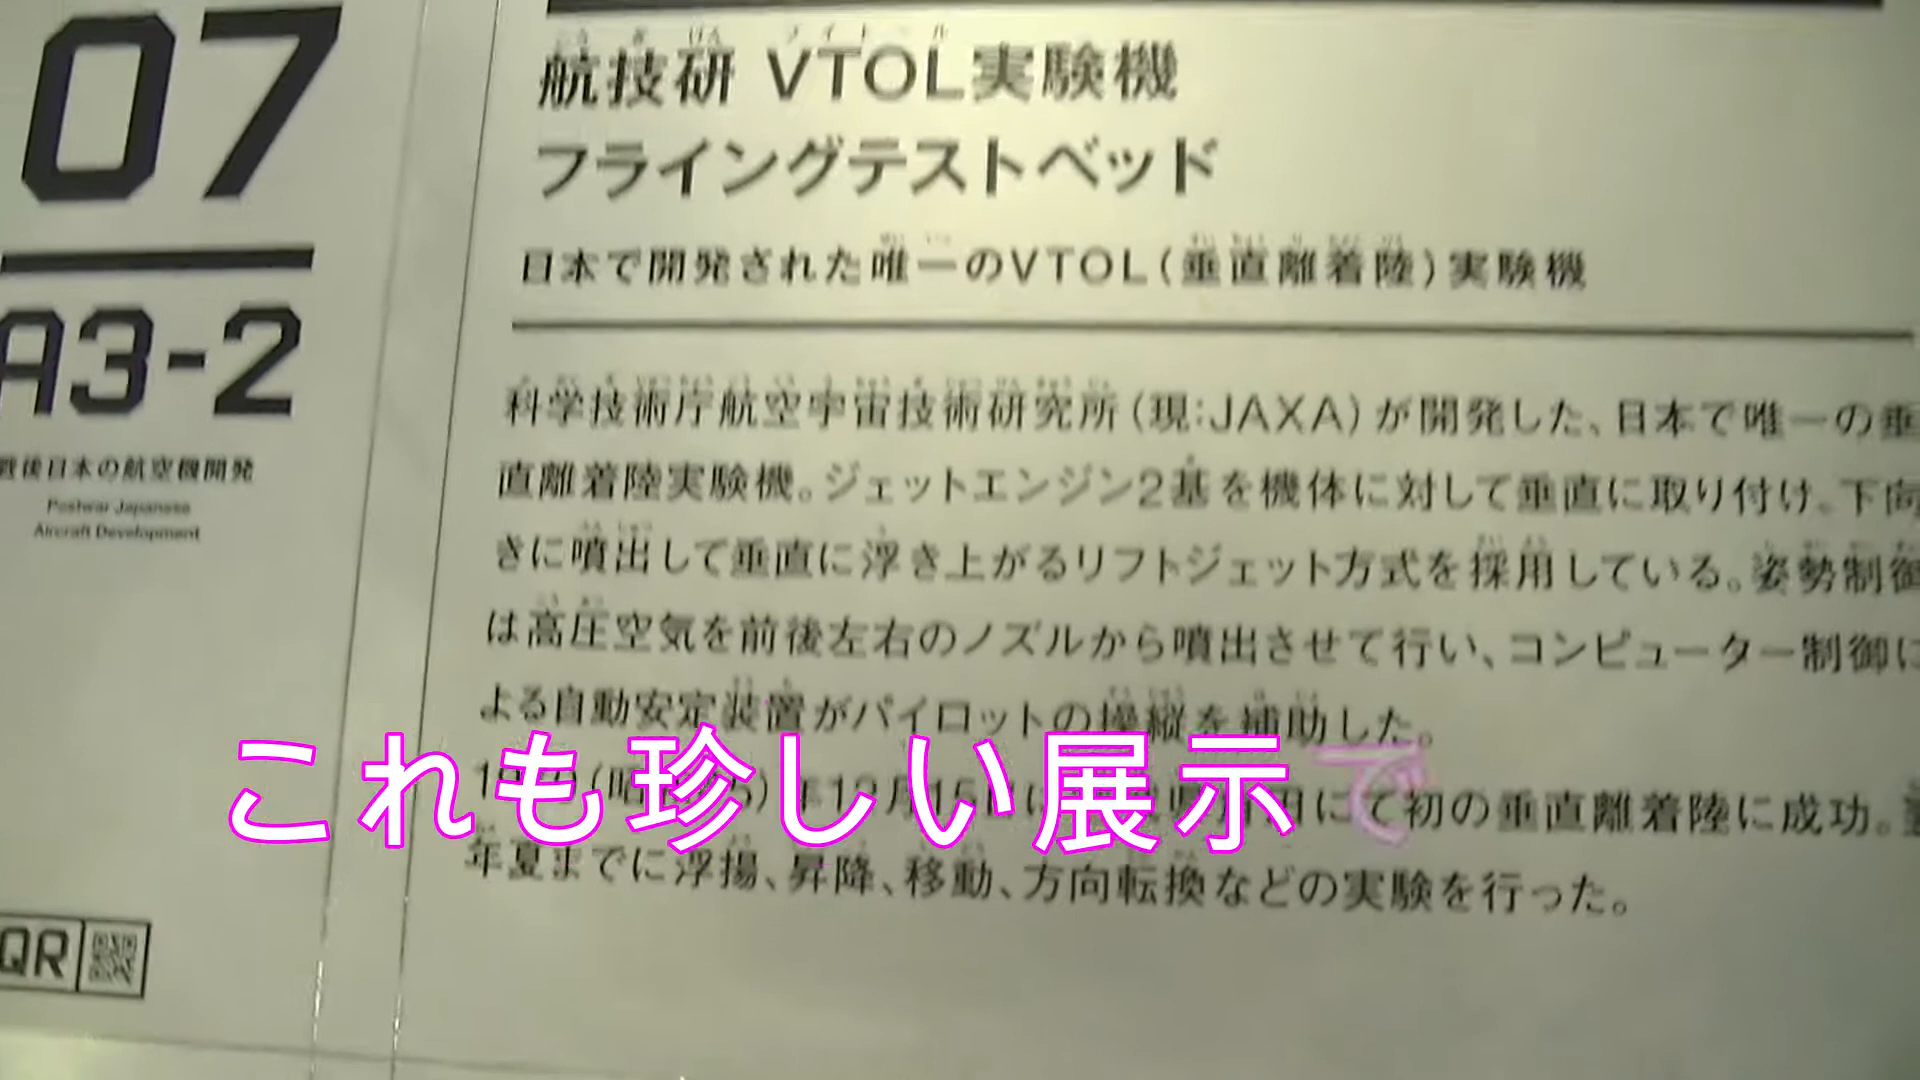 07
A3-2
戦後日本の航空機開発
Postwar Japanese
Aircraft Development
QR
航技研 VTOL実験機
フライングテストベッド
日本で開発された唯一のVTOL(垂直離着陸)実験機
科学技術庁航空宇宙技術研究所(現:JAXA)が開発した、日本で唯一の垂
直離着陸実験機。ジェットエンジン2基を機体に対して垂直に取り付け、下向
きに噴出して垂直に浮き上がるリフトジェット方式を採用している。姿勢制御
は高圧空気を前後左右のノズルから噴出させて行い、コンピューター制御に
よる自動安定装置がパイロットの操縦を補助した。
年12月15日に にて初の垂直離着陸に成功。
年夏までに浮揚、昇降、移動、方向転換などの実験を行った。
これも珍しい展示で